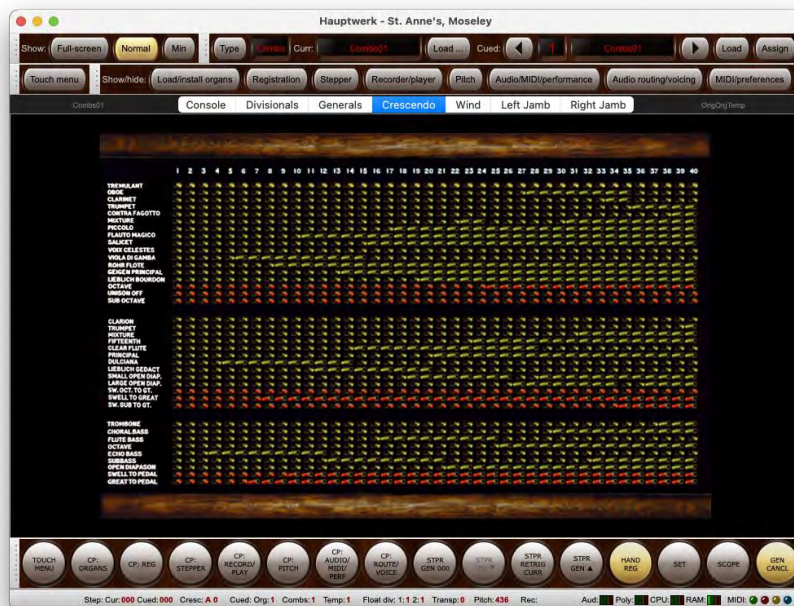 Hauptwerk - St. Anne's, Moseley
Show: Full-screen Normal Min Type Combs Curr: Combs01 Load ... Cued: 1 Combs01 Load Assign
Touch menu Show/hide: Load/install organs Registration Stepper Recorder/player Pitch Audio/MIDI/performance Audio routing/voicing MIDI/preferences
Combs01 Console Divisionals Generals Crescendo Wind Left Jamb Right Jamb OrigOrgTemp
1 2 3 4 5 6 7 8 9 10 11 12 13 14 15 16 17 18 19 20 21 22 23 24 25 26 27 28 29 30 31 32 33 34 35 36 37 38 39 40
TREMULANT
OBOE
CLARINET
TRUMPET
CONTRA FAGOTTO
MIXTURE
PICCOLO
FLAUTO MAGICO
SALICET
VOIX CELESTES
VIOLA DI GAMBA
ROHR FLOTE
GEIGEN PRINCIPAL
LIEBLICH BOURDON
OCTAVE
UNISON OFF
SUB OCTAVE
CLARION
TRUMPET
MIXTURE
FIFTEENTH
CLEAR FLUTE
PRINCIPAL
DULCIANA
LIEBLICH GEDACT
SMALL OPEN DIAP.
LARGE OPEN DIAP.
SW. OCT. TO GT.
SWELL TO GREAT
SW. SUB TO GT.
TROMBONE
CHORAL BASS
FLUTE BASS
OCTAVE
ECHO BASS
SUBBASS
OPEN DIAPASON
SWELL TO PEDAL
GREAT TO PEDAL
TOUCH MENU CP: ORGANS CP: REG CP: STEPPER CP: RECORD/ PLAY CP: PITCH CP: AUDIO/ MIDI/ PERF CP: ROUTE/ VOICE STPR GEN 000 STPR RETRIG CURR STPR GEN ▲ HAND REG SET SCOPE GEN CANCL
Step: Cur: 000 Cued: 000 Cresc: A 0 Cued: Org: 1 Combs: 1 Temp: 1 Float div: 1: 1 2: 1 Transp: 0 Pitch: 436 Rec: Aud: Poly: CPU: RAM: MIDI: